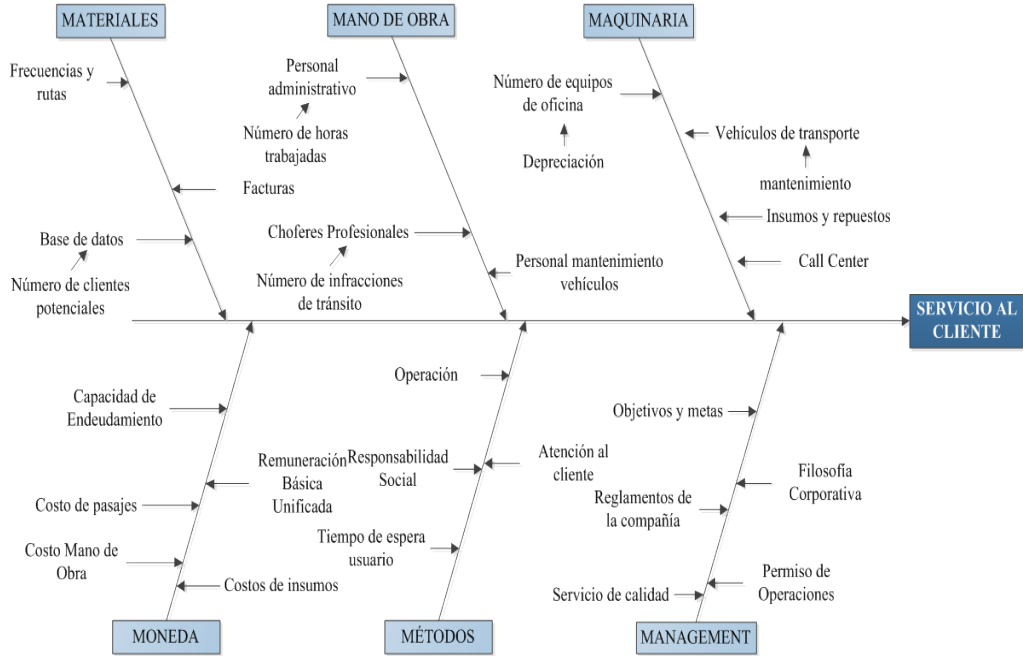 MATERIALES
MANO DE OBRA
MAQUINARIA
Frecuencias y
rutas
Facturas
Base de datos
Número de clientes
potenciales
Personal
administrativo
Número de horas
trabajadas
Choferes Profesionales
Número de infracciones
de tránsito
Personal mantenimiento
vehículos
Número de equipos
de oficina
Depreciación
Vehículos de transporte
mantenimiento
Insumos y repuestos
Call Center
SERVICIO AL
CLIENTE
Capacidad de
Endeudamiento
Remuneración
Básica
Unificada
Costo de pasajes
Costo Mano de
Obra
Costos de insumos
Operación
Responsabilidad
Social
Atención al
cliente
Tiempo de espera
usuario
Objetivos y metas
Filosofía
Corporativa
Reglamentos de
la compañía
Permiso de
Operaciones
Servicio de calidad
MONEDA
MÉTODOS
MANAGEMENT